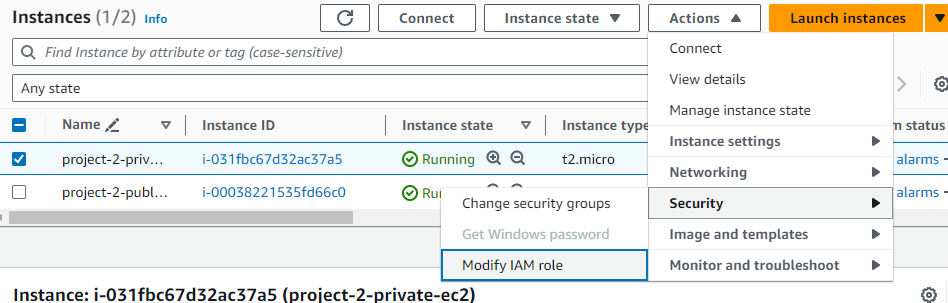 Instances (1/2) Info Connect Instance state Actions Launch instances
Find Instance by attribute or tag (case-sensitive)
Connect
Any state
View details
Manage instance state
Name Instance ID Instance state Instance type status
Instance settings
project-2-priv... i-031fbc67d32ac37a5 Running t2.micro alarms
Networking
project-2-publ... i-00038221535fd66c0 alarms
Change security groups Security
Get Windows password Image and templates
Modify IAM role Monitor and troubleshoot
Instance: i-031fbc67d32ac37a5 (project-2-private-ec2)